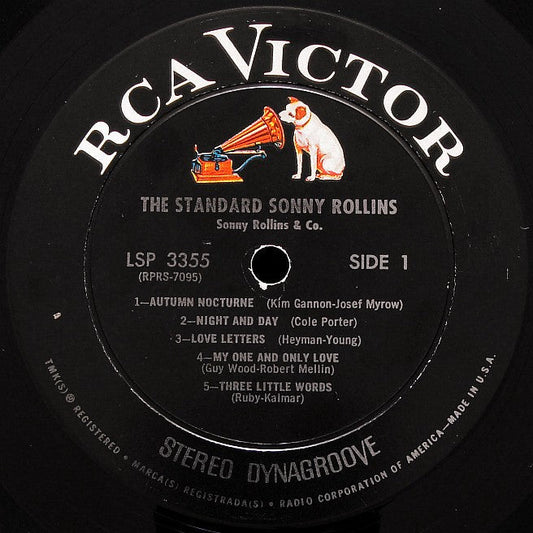 RCA VICTOR
THE STANDARD SONNY ROLLINS
Sonny Rollins & Co.
LSP 3355
(RPRS-7095)
SIDE 1
1—AUTUMN NOCTURNE (Kim Gannon-Josef Myrow)
2—NIGHT AND DAY (Cole Porter)
3—LOVE LETTERS (Heyman-Young)
4—MY ONE AND ONLY LOVE
(Guy Wood-Robert Mellin)
5—THREE LITTLE WORDS
(Ruby-Kalmar)
STEREO DYNAGROOVE
TMK(S) ® REGISTERED • MARCA(S) REGISTRADA(S) • RADIO CORPORATION OF AMERICA—MADE IN U.S.A.